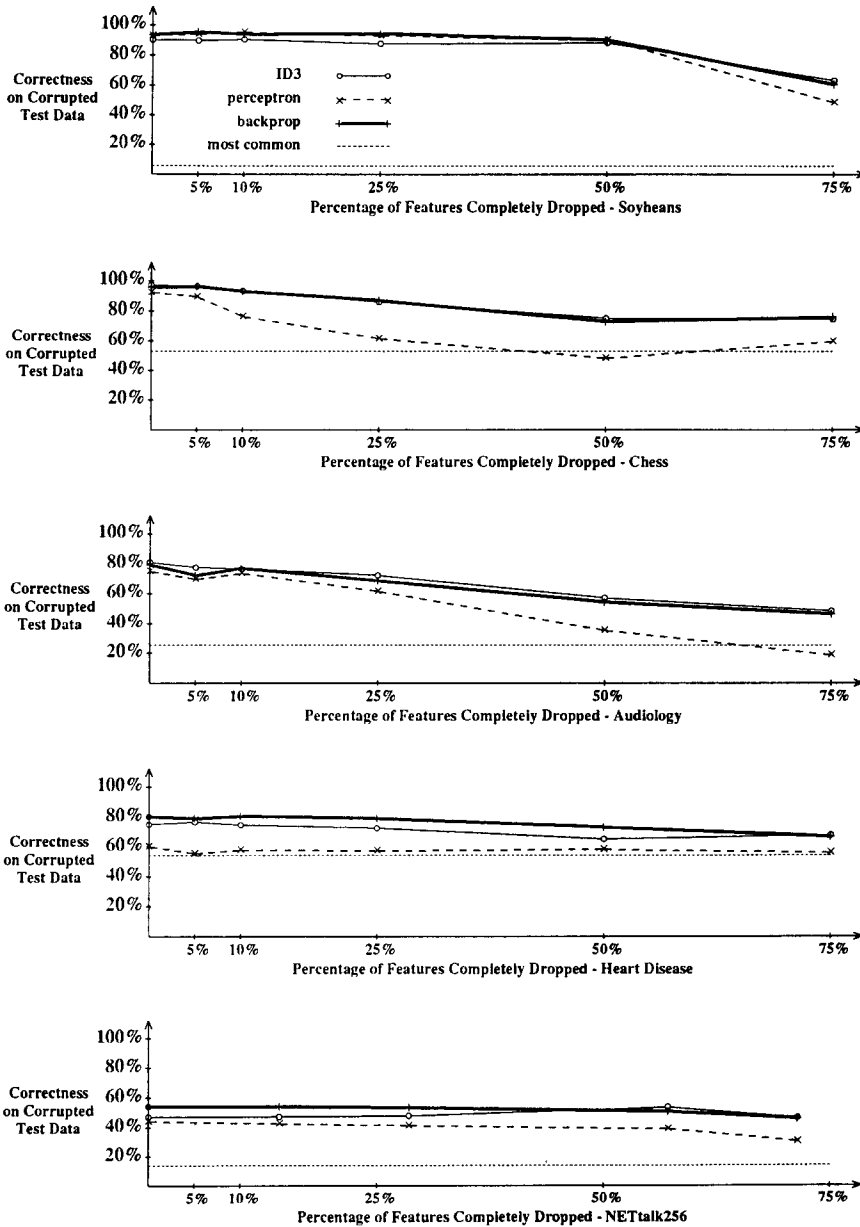 100%
80%
60%
40%
20%
Correctness
on Corrupted
Test Data
ID3
perceptron
backprop
most common
5% 10% 25% 50% 75%
Percentage of Features Completely Dropped - Soyheans
100%
80%
60%
40%
20%
Correctness
on Corrupted
Test Data
5% 10% 25% 50% 75%
Percentage of Features Completely Dropped - Chess
100%
80%
60%
40%
20%
Correctness
on Corrupted
Test Data
5% 10% 25% 50% 75%
Percentage of Features Completely Dropped - Audiology
100%
80%
60%
40%
20%
Correctness
on Corrupted
Test Data
5% 10% 25% 50% 75%
Percentage of Features Completely Dropped - Heart Disease
100%
80%
60%
40%
20%
Correctness
on Corrupted
Test Data
5% 10% 25% 50% 75%
Percentage of Features Completely Dropped - NETtalk256